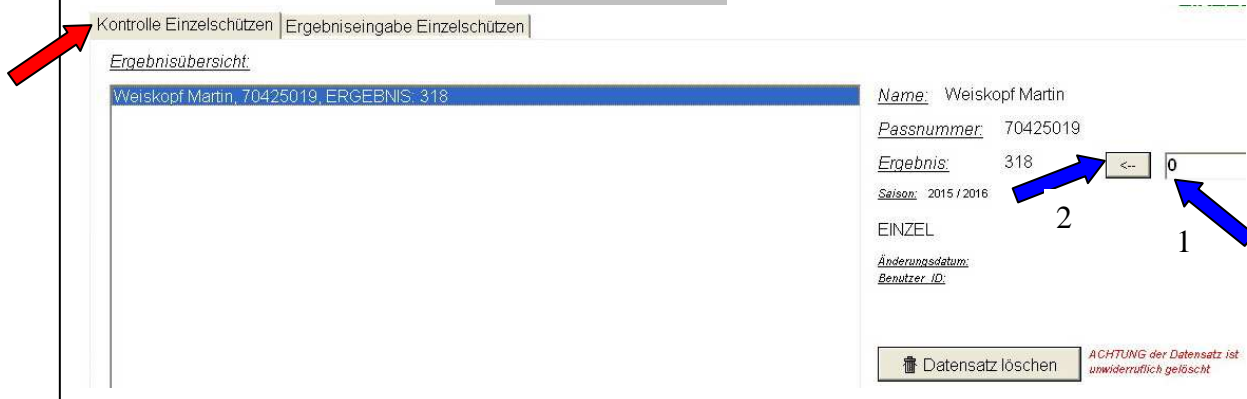 Kontrolle Einzelschützen Ergebniseingabe Einzelschützen
Ergebnisübersicht:
Weiskopf Martin, 70425019, ERGEBNIS: 318
Name: Weiskopf Martin
Passnummer: 70425019
Ergebnis: 318 <-- 0
Saison: 2015 / 2016
2
1
EINZEL
Änderungsdatum:
Benutzer ID:
Datensatz löschen
ACHTUNG der Datensatz ist
unwiderruflich gelöscht